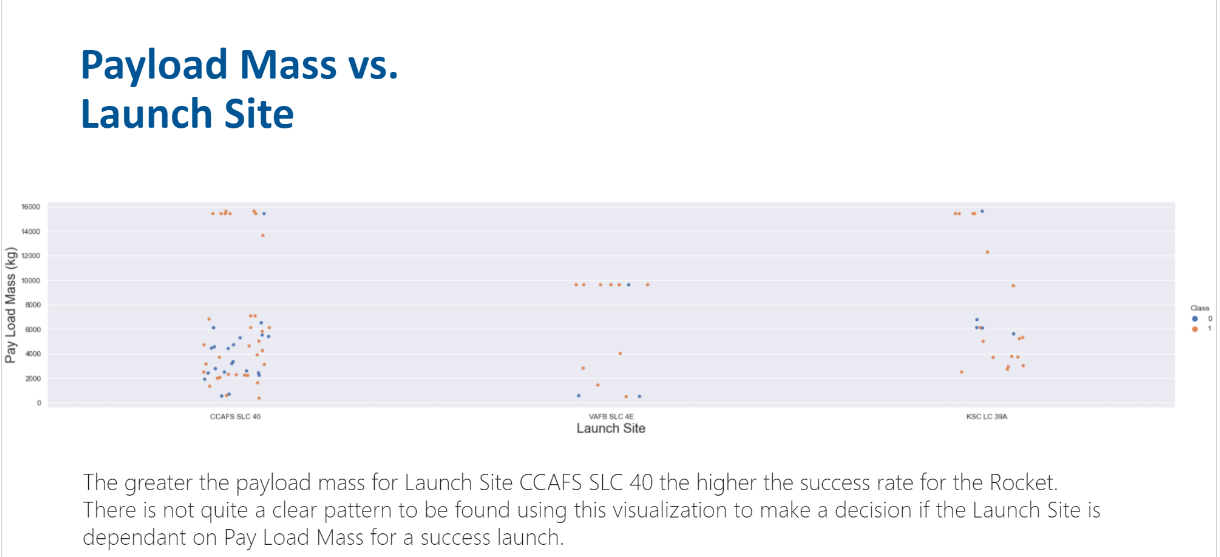 Payload Mass vs.
Launch Site
16000
14000
12000
10000
8000
6000
4000
2000
0
Pay Load Mass (kg)
CCAFS SLC 40
VAFB SLC 4E
KSC LC 39A
Launch Site
Class
0
1
The greater the payload mass for Launch Site CCAFS SLC 40 the higher the success rate for the Rocket.
There is not quite a clear pattern to be found using this visualization to make a decision if the Launch Site is
dependant on Pay Load Mass for a success launch.